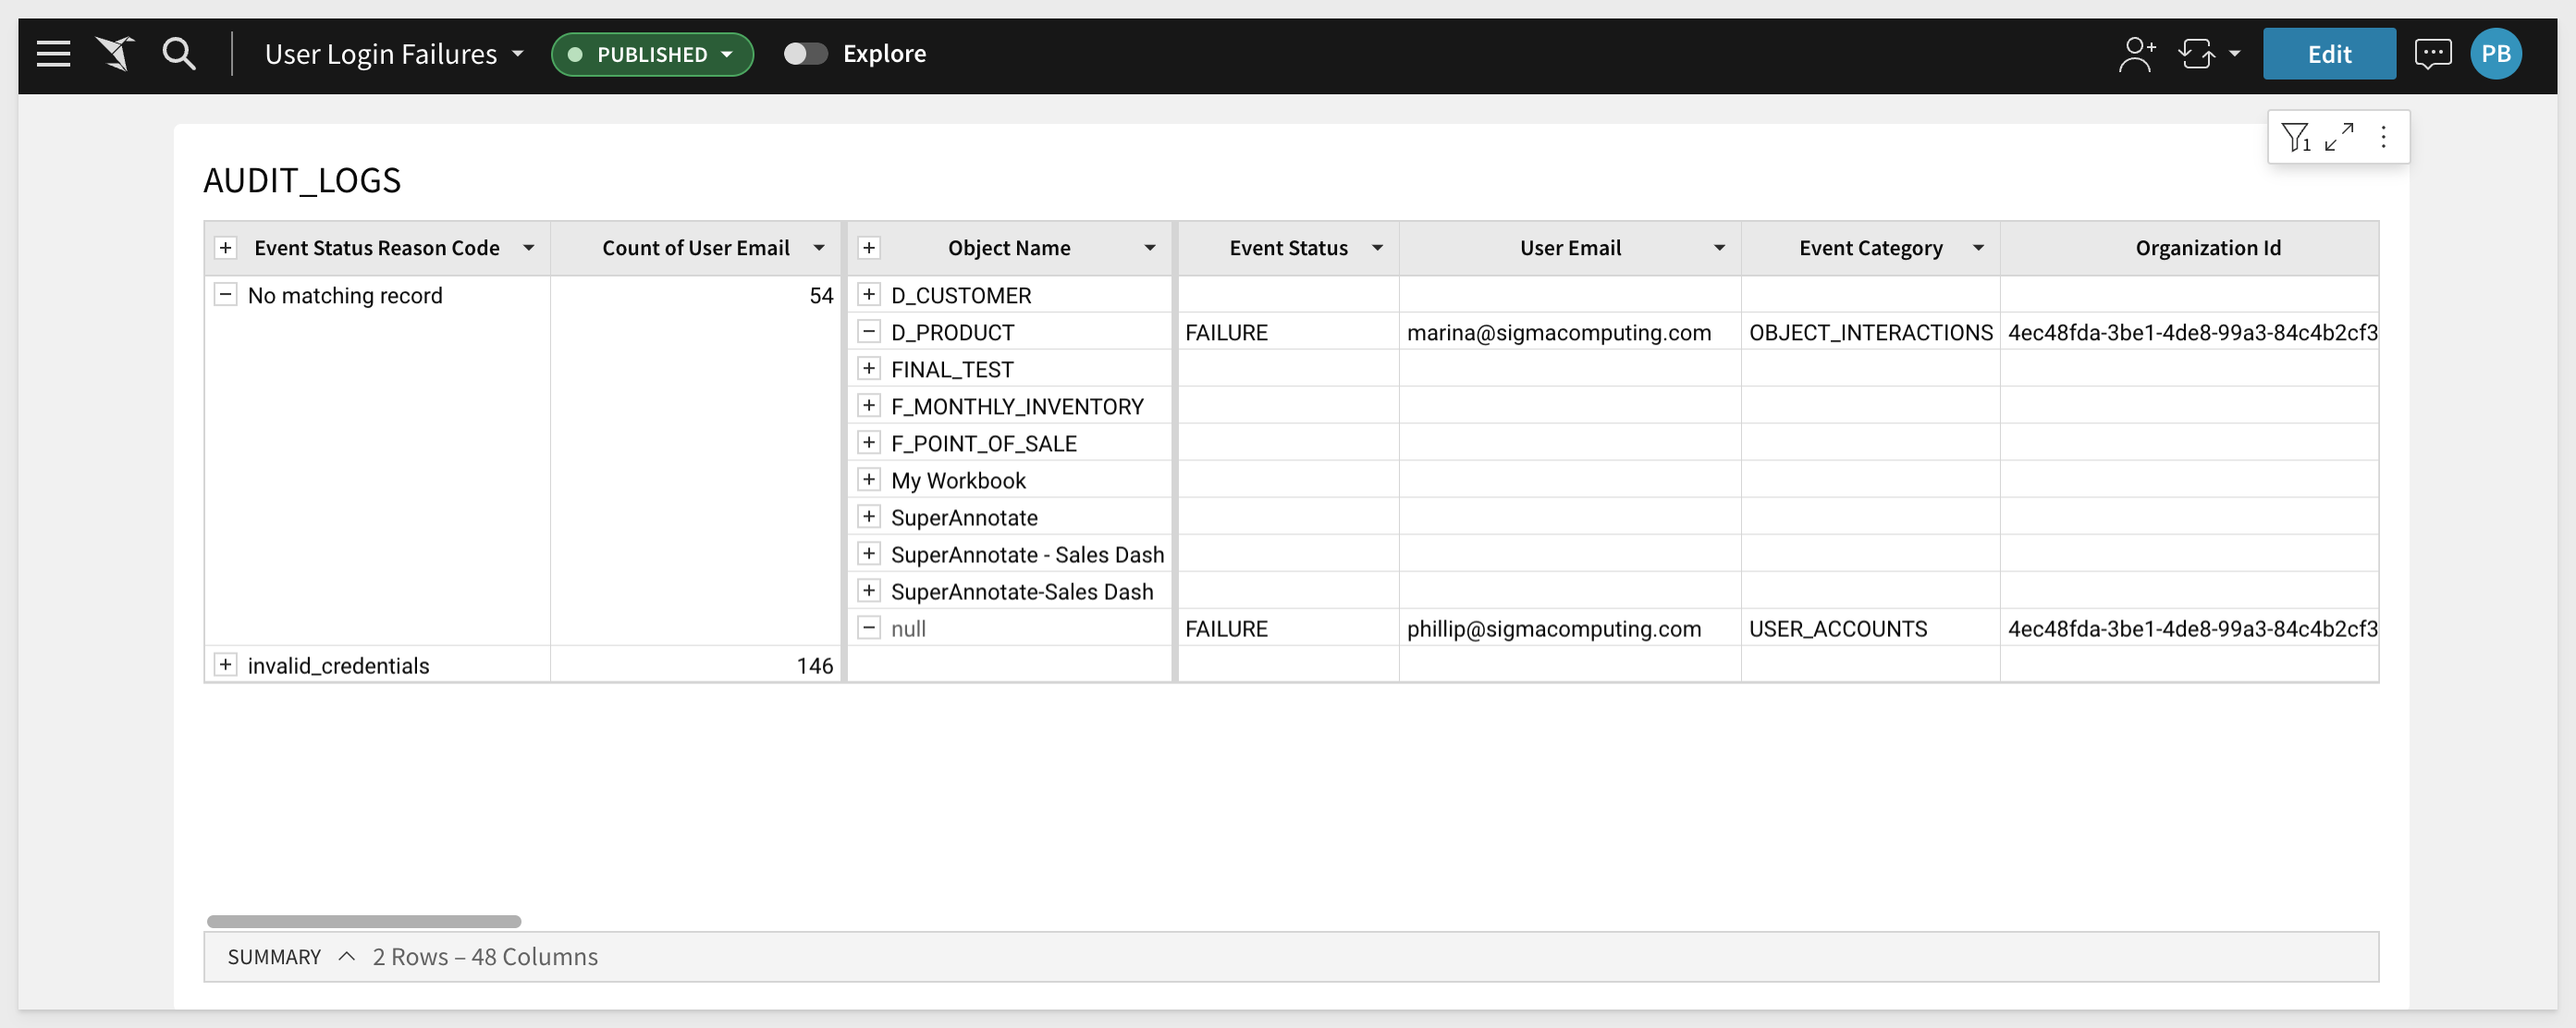 User Login Failures PUBLISHED Explore Edit PB
1
AUDIT_LOGS
Event Status Reason Code Count of User Email Object Name Event Status User Email Event Category Organization Id
No matching record 54 D_CUSTOMER
D_PRODUCT FAILURE marina@sigmacomputing.com OBJECT_INTERACTIONS 4ec48fda-3be1-4de8-99a3-84c4b2cf3
FINAL_TEST
F_MONTHLY_INVENTORY
F_POINT_OF_SALE
My Workbook
SuperAnnotate
SuperAnnotate - Sales Dash
SuperAnnotate-Sales Dash
null FAILURE phillip@sigmacomputing.com USER_ACCOUNTS 4ec48fda-3be1-4de8-99a3-84c4b2cf3
invalid_credentials 146
SUMMARY 2 Rows – 48 Columns